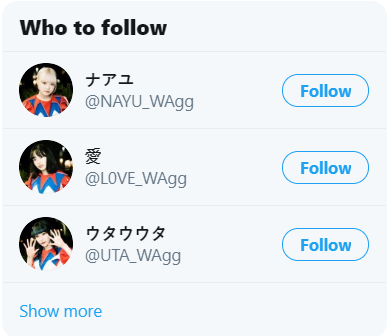 Who to follow
ナアユ
@NAYU_WAgg
Follow
愛
@L0VE_WAgg
Follow
ウタウウタ
@UTA_WAgg
Follow
Show more